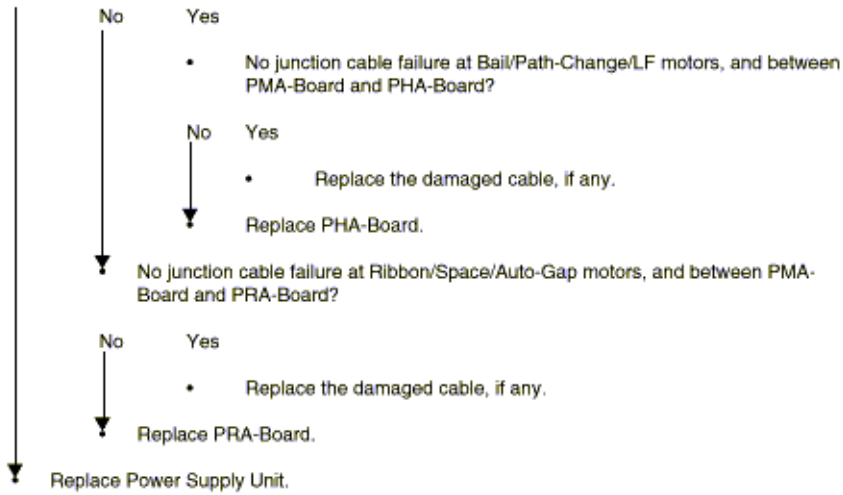 No Yes
• No junction cable failure at Bail/Path-Change/LF motors, and between
PMA-Board and PHA-Board?
No Yes
• Replace the damaged cable, if any.
• Replace PHA-Board.
• No junction cable failure at Ribbon/Space/Auto-Gap motors, and between PMA-
Board and PRA-Board?
No Yes
• Replace the damaged cable, if any.
• Replace PRA-Board.
• Replace Power Supply Unit.